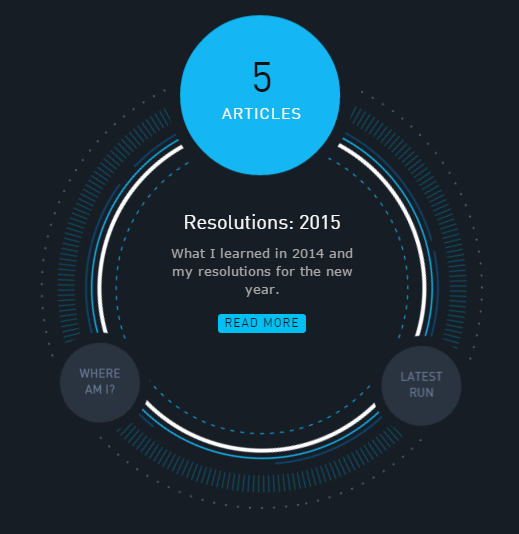 5
ARTICLES
Resolutions: 2015
What I learned in 2014 and
my resolutions for the new
year.
READ MORE
WHERE
AM I?
LATEST
RUN